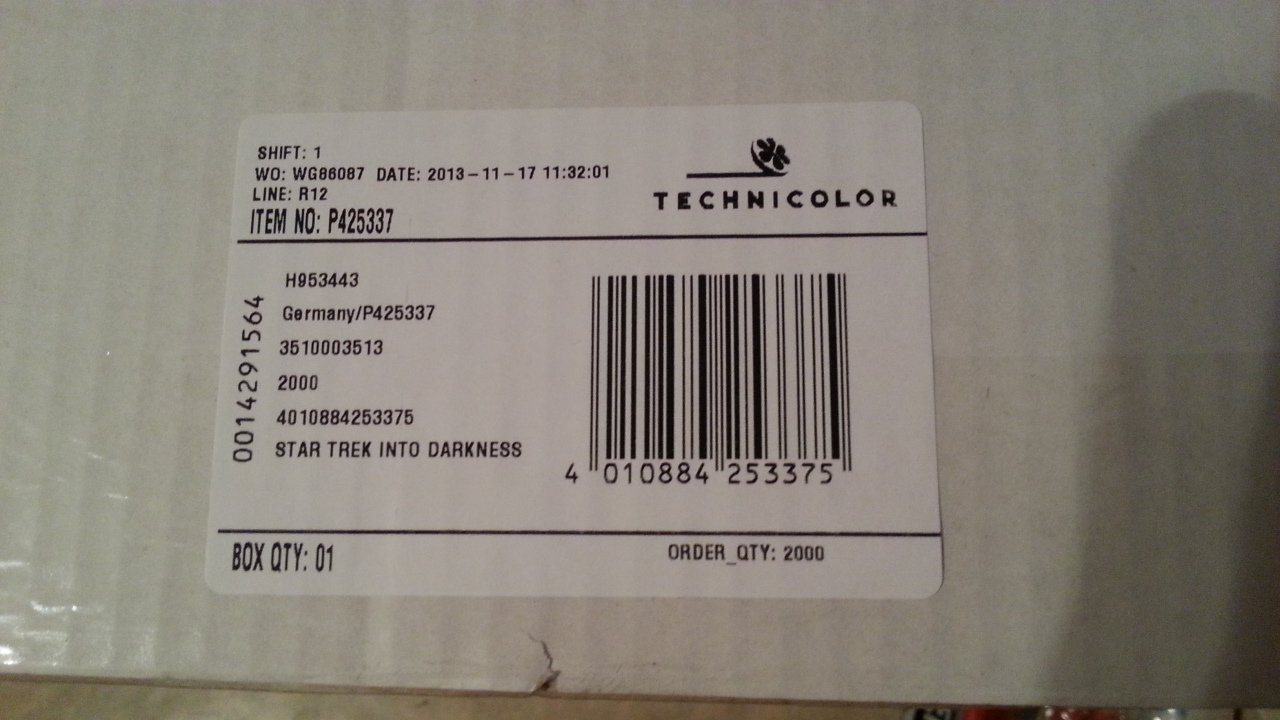 SHIFT: 1
WO: WG86087 DATE: 2013-11-17 11:32:01
LINE: R12
ITEM NO: P425337
TECHNICOLOR
0014291564
H953443
Germany/P425337
3510003513
2000
4010884253375
STAR TREK INTO DARKNESS
4 010884 253375
BOX QTY: 01
ORDER_QTY: 2000